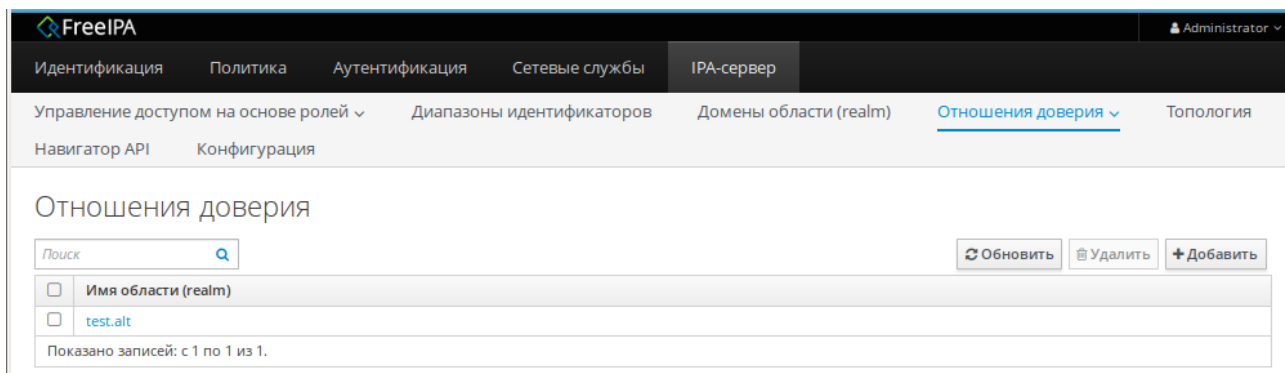 FreeIPA Administrator
Идентификация Политика Аутентификация Сетевые службы IPA-сервер
Управление доступом на основе ролей Диапазоны идентификаторов Домены области (realm) Отношения доверия Топология
Навигатор API Конфигурация
Отношения доверия
Поиск Обновить Удалить Добавить
Имя области (realm)
test.alt
Показано записей: с 1 по 1 из 1.